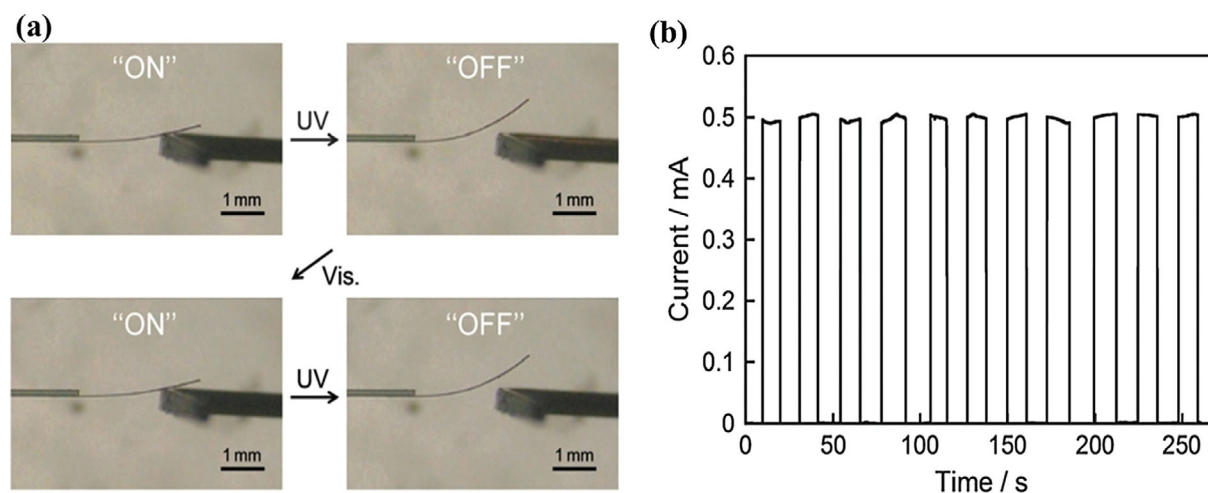 (a)
“ON”
UV
“OFF”
1 mm
1 mm
Vis.
“ON”
UV
“OFF”
1 mm
1 mm
(b)
Current / mA
0.6
0.5
0.4
0.3
0.2
0.1
0
0
50
100
150
200
250
Time / s